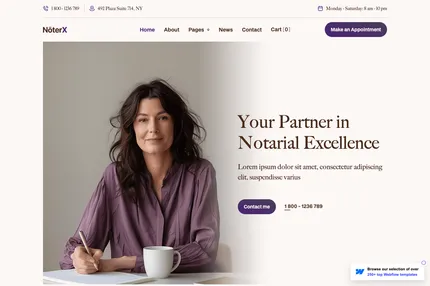 1 800 - 1236 789
492 Plaza Suite 714, NY
Monday - Saturday: 8 am - 10 pm
NöterX
Home
About
Pages
News
Contact
Cart ( 0 )
Make an Appointment
Your Partner in
Notarial Excellence
Lorem ipsum dolor sit amet, consectetur adipiscing
elit, suspendisse varius
Contact me
1 800 - 1236 789
Browse our selection of over
200+ top Webflow templates